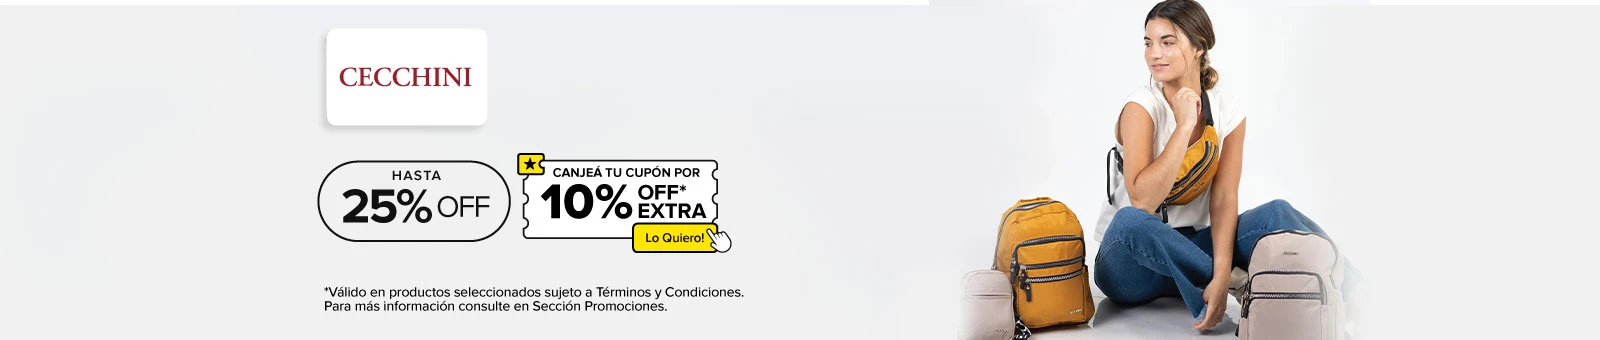 CECCHINI
HASTA
25% OFF
CANJEÁ TU CUPÓN POR
10% OFF*
EXTRA
Lo Quiero!
*Válido en productos seleccionados sujeto a Términos y Condiciones.
Para más información consulte en Sección Promociones.